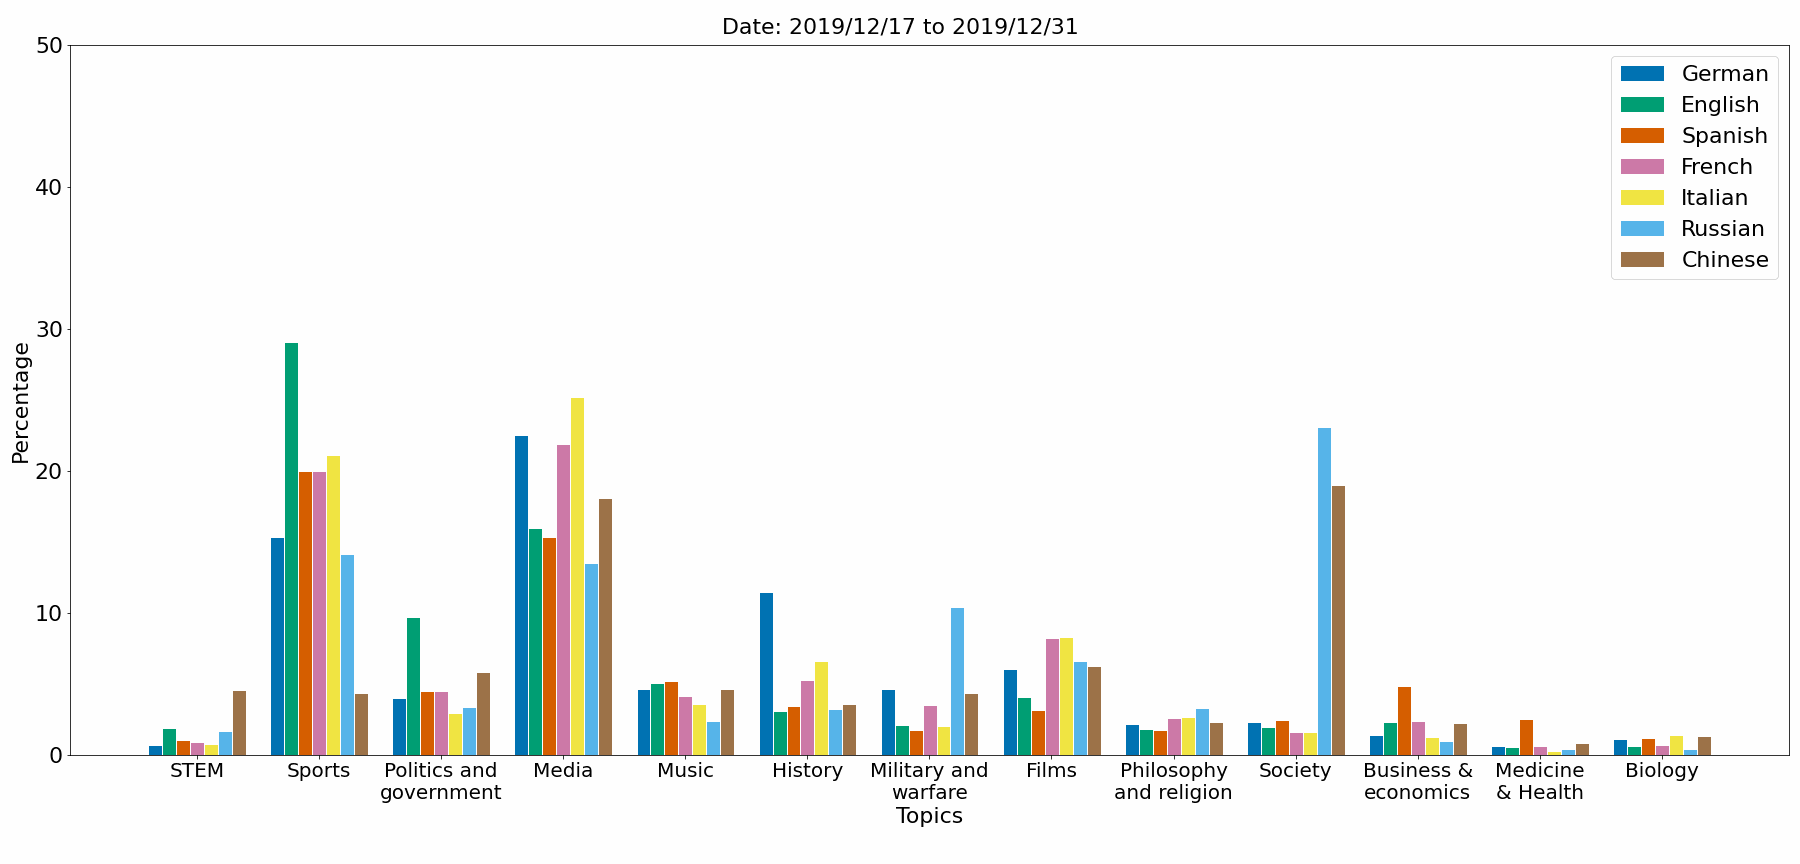 Date: 2019/12/17 to 2019/12/31
50
40
30
20
10
0
Percentage
German
English
Spanish
French
Italian
Russian
Chinese
STEM
Sports
Politics and
government
Media
Music
History
Military and
warfare
Films
Philosophy
and religion
Society
Business &
economics
Medicine
& Health
Biology
Topics